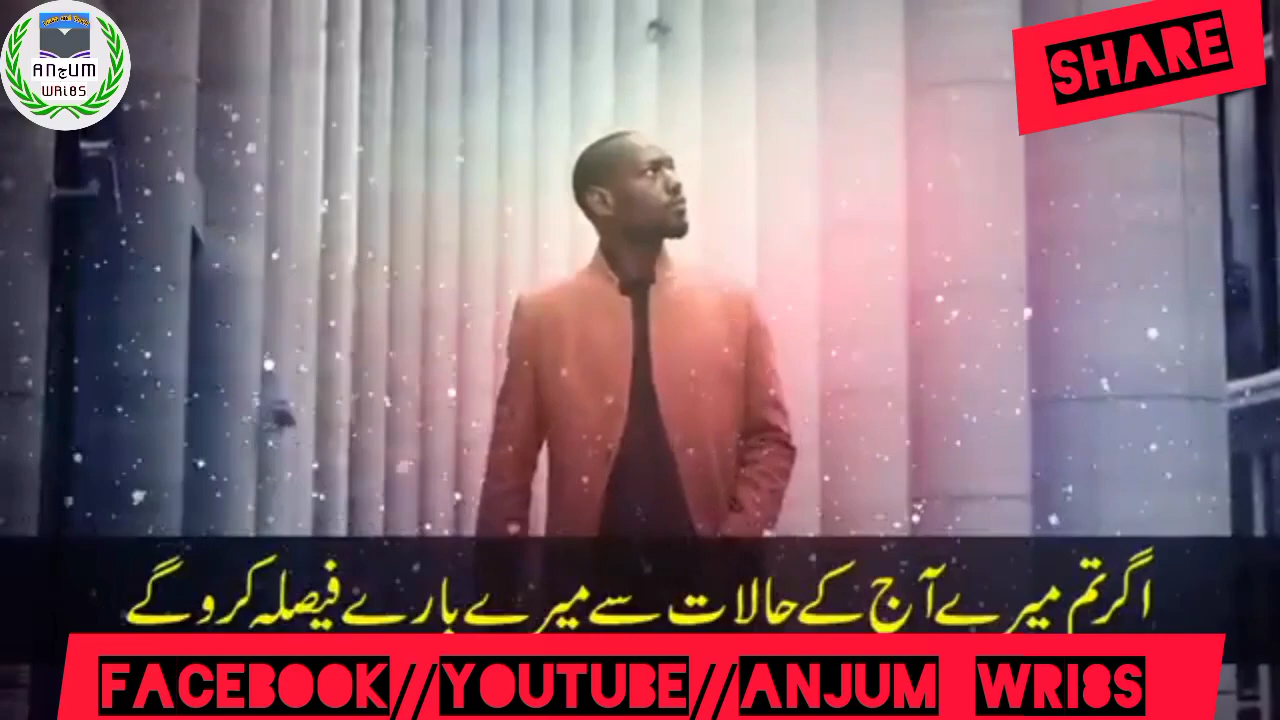 ANجUM
WRi8S
SHARE
اگر تم میرے آج کے حالات سے میرے بارے فیصلہ کرو گے
FACEBOOK//YOUTUBE//ANJUM WRI8S